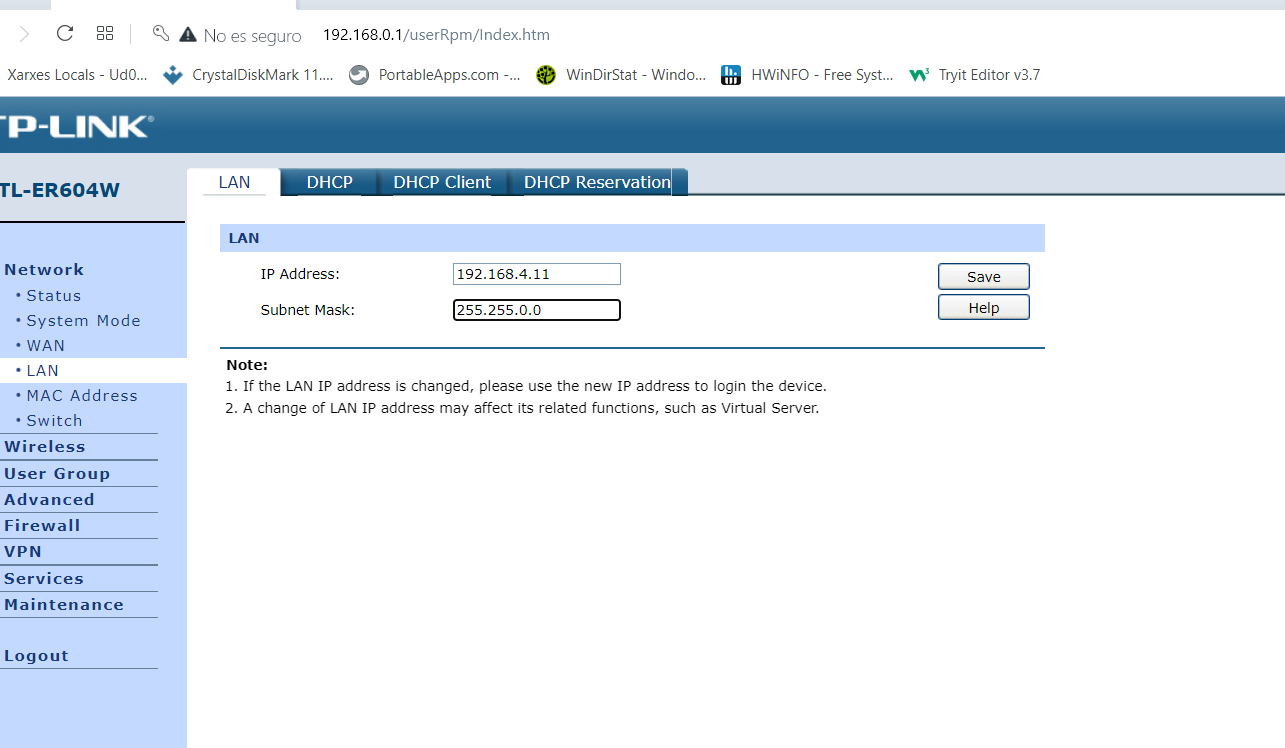 No es seguro 192.168.0.1/userRpm/Index.htm
Xarxes Locals - Ud0... CrystalDiskMark 11.... PortableApps.com -... WinDirStat - Windo... HWiNFO - Free Syst... Tryit Editor v3.7
TP-LINK®
TL-ER604W
LAN DHCP DHCP Client DHCP Reservation
Network
• Status
• System Mode
• WAN
• LAN
• MAC Address
• Switch
Wireless
User Group
Advanced
Firewall
VPN
Services
Maintenance
Logout
LAN
IP Address: 192.168.4.11 Save
Subnet Mask: 255.255.0.0 Help
Note:
1. If the LAN IP address is changed, please use the new IP address to login the device.
2. A change of LAN IP address may affect its related functions, such as Virtual Server.